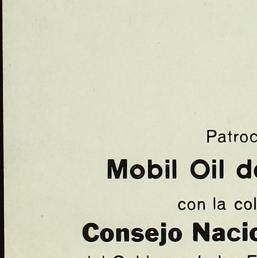 Patroc
Mobil Oil de
con la col
Consejo Nacio